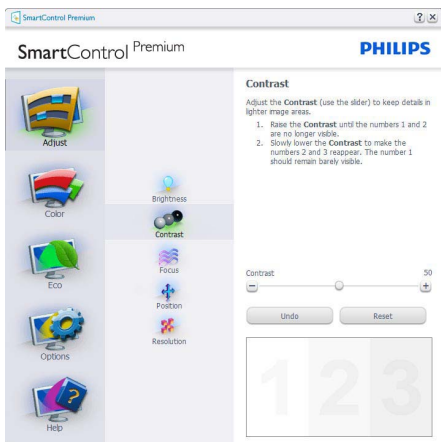 SmartControl Premium
? ×
SmartControl Premium
PHILIPS
Adjust
Color
Eco
Options
Help
Brightness
Contrast
Focus
Position
Resolution
Contrast
Adjust the Contrast (use the slider) to keep details in
lighter image areas.
1. Raise the Contrast until the numbers 1 and 2
are no longer visible.
2. Slowly lower the Contrast to make the
numbers 2 and 3 reappear. The number 1
should remain barely visible.
Contrast 50
Undo Reset
1 2 3